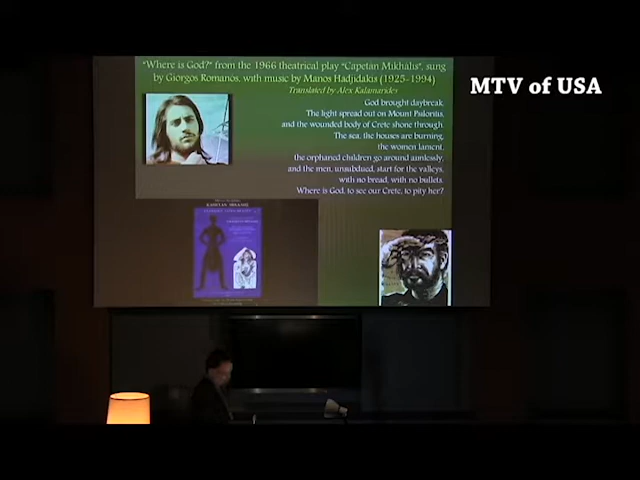 "Where is God?" from the 1966 theatrical play "Capetan Mikhalis", sung
by Giorgos Romanos, with music by Manos Hadjidakis (1925-1994)
Translated by Alex Kalamarides
MTV of USA
God brought daybreak.
The light spread out on Mount Psiloritis,
and the wounded body of Crete shone through.
The sea, the houses are burning,
the women lament,
the orphaned children go around aimlessly,
and the men, unsubdued, start for the valleys,
with no bread, with no bullets.
Where is God, to see our Crete, to pity her?
ΚΑΠΕΤΑΝ ΜΙΧΑΛΗΣ